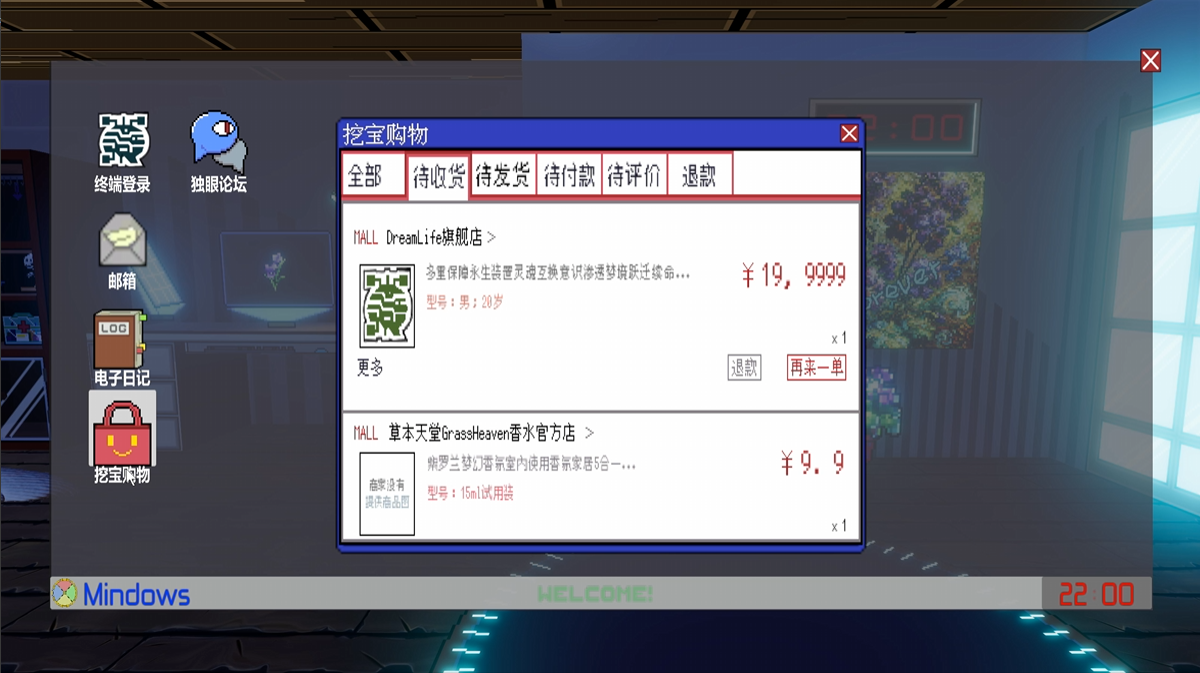 终端登录
独眼论坛
邮箱
LOG
电子日记
挖宝购物
挖宝购物
全部 待收货 待发货 待付款 待评价 退款
MALL DreamLife旗舰店 >
多重保障永生装置灵魂互换意识渗透梦境跃迁续命...
¥19, 9999
型号：男；20岁
x1
更多
退款 再来一单
MALL 草本天堂GrassHeaven香水官方店 >
紫罗兰梦幻香氛室内使用香氛家居5合一...
¥9.9
商家没有
提供商品图
型号：15ml试用装
x1
:00
orever
Mindows
WELCOME!
22:00